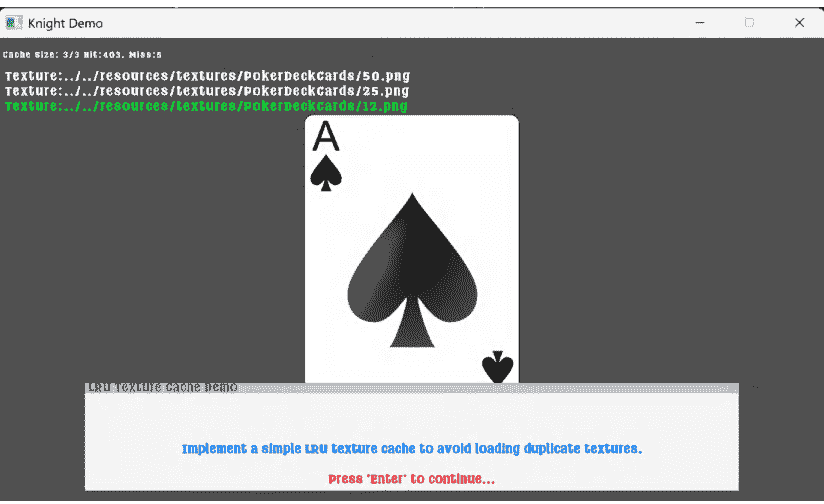 Knight Demo
Cache Size: 3/3 Hit:403, Miss:5
Texture:../../resources/textures/PokerDeckCards/50.png
Texture:../../resources/textures/PokerDeckCards/25.png
Texture:../../resources/textures/PokerDeckCards/12.png
A
LRU Texture Cache Demo
Implement a simple LRU texture cache to avoid loading duplicate textures.
Press 'Enter' to continue...